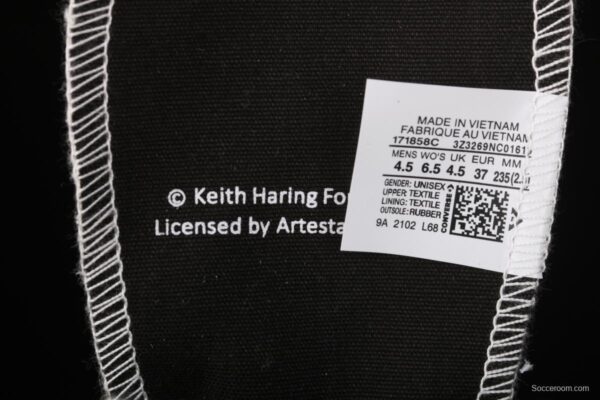 MADE IN VIETNAM
FABRIQUE AU VIETNAM
171858C 3Z3269NC0161
MENS WO'S UK EUR MM
4.5 6.5 4.5 37 235(2.
GENDER: UNISEX
UPPER: TEXTILE
LINING: TEXTILE
OUTSOLE: RUBBER
CONVERSE
9A 2102 L68
© Keith Haring Fo
Licensed by Artesta
Socceroom.com